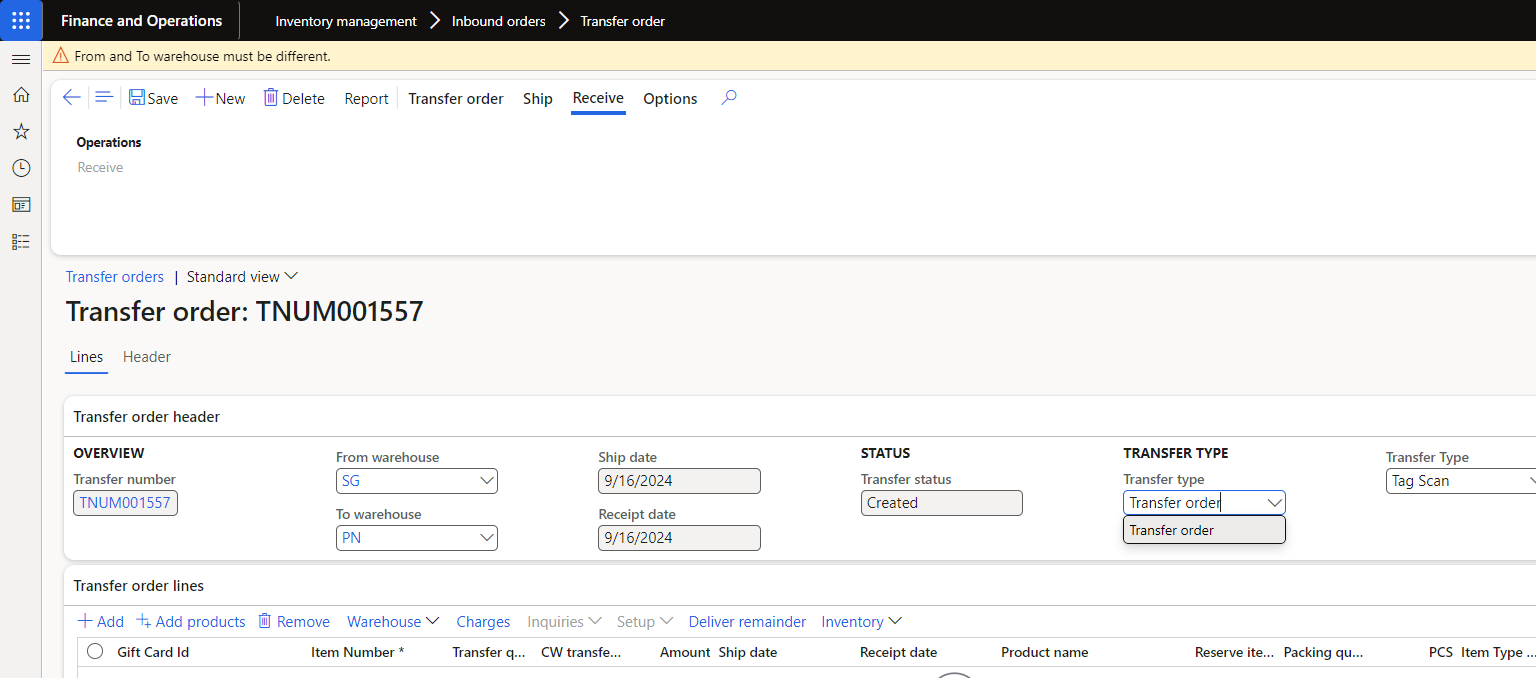 Finance and Operations
Inventory management
Inbound orders
Transfer order
From and To warehouse must be different.
Save
New
Delete
Report
Transfer order
Ship
Receive
Options
Operations
Receive
Transfer orders | Standard view
Transfer order: TNUM001557
Lines
Header
Transfer order header
OVERVIEW
Transfer number
TNUM001557
From warehouse
SG
To warehouse
PN
Ship date
9/16/2024
Receipt date
9/16/2024
STATUS
Transfer status
Created
TRANSFER TYPE
Transfer type
Transfer order
Transfer order
Transfer Type
Tag Scan
Transfer order lines
Add
Add products
Remove
Warehouse
Charges
Inquiries
Setup
Deliver remainder
Inventory
Gift Card Id
Item Number *
Transfer q...
CW transfe...
Amount
Ship date
Receipt date
Product name
Reserve ite...
Packing qu...
PCS
Item Type ...